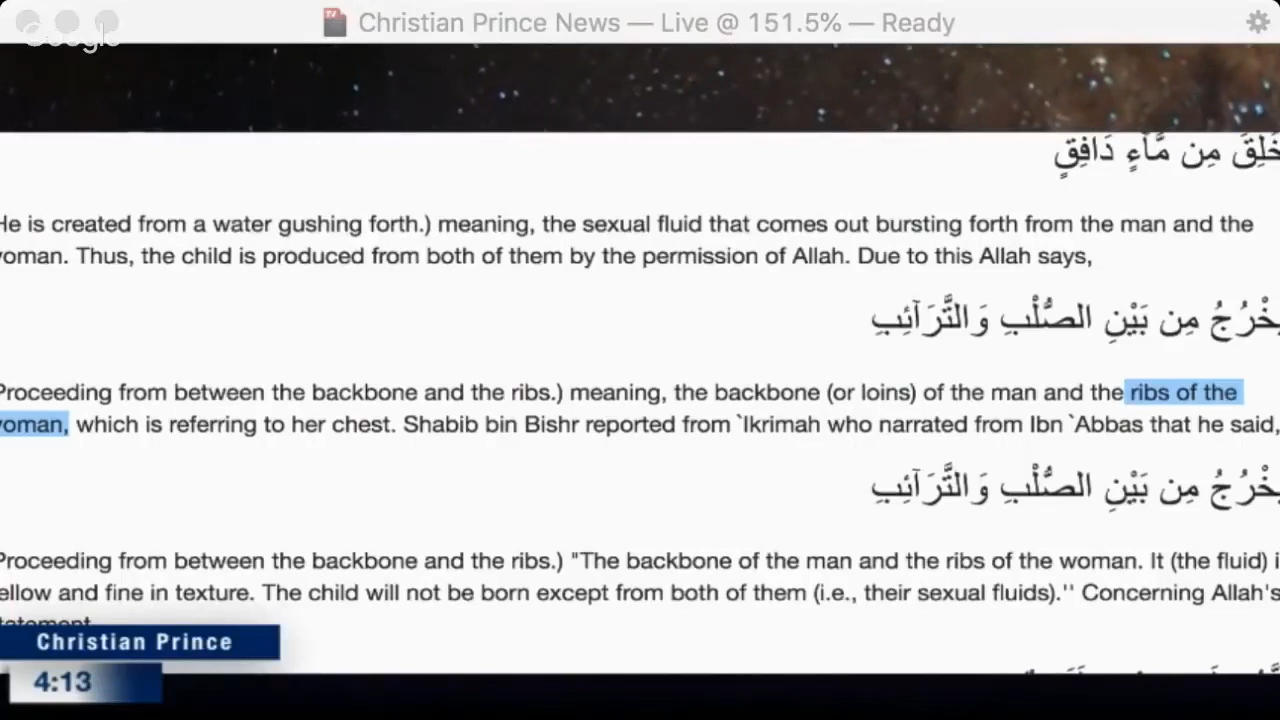 Christian Prince News — Live @ 151.5% — Ready
Google
خُلِقَ مِن مَّآءٍ دَافِقٍ
He is created from a water gushing forth.) meaning, the sexual fluid that comes out bursting forth from the man and the
woman. Thus, the child is produced from both of them by the permission of Allah. Due to this Allah says,
يَخْرُجُ مِن بَيْنِ الصُّلْبِ وَالتَّرَآئِبِ
Proceeding from between the backbone and the ribs.) meaning, the backbone (or loins) of the man and the ribs of the
woman, which is referring to her chest. Shabib bin Bishr reported from `Ikrimah who narrated from Ibn `Abbas that he said,
يَخْرُجُ مِن بَيْنِ الصُّلْبِ وَالتَّرَآئِبِ
Proceeding from between the backbone and the ribs.) "The backbone of the man and the ribs of the woman. It (the fluid) i
ellow and fine in texture. The child will not be born except from both of them (i.e., their sexual fluids).'' Concerning Allah's
statement
Christian Prince
4:13